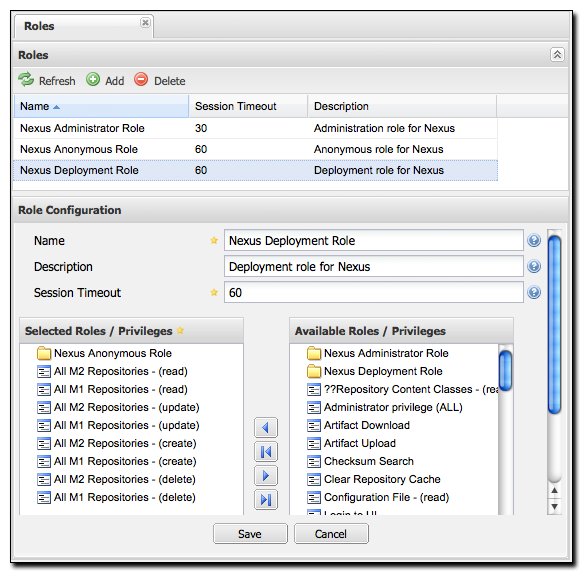 Roles
Roles
Refresh Add Delete
Name Session Timeout Description
Nexus Administrator Role 30 Administration role for Nexus
Nexus Anonymous Role 60 Anonymous role for Nexus
Nexus Deployment Role 60 Deployment role for Nexus
Role Configuration
Name Nexus Deployment Role
Description Deployment role for Nexus
Session Timeout 60
Selected Roles / Privileges
Nexus Anonymous Role
All M2 Repositories - (read)
All M1 Repositories - (read)
All M2 Repositories - (update)
All M1 Repositories - (update)
All M2 Repositories - (create)
All M1 Repositories - (create)
All M2 Repositories - (delete)
All M1 Repositories - (delete)
Available Roles / Privileges
Nexus Administrator Role
Nexus Deployment Role
??Repository Content Classes - (rea
Administrator privilege (ALL)
Artifact Download
Artifact Upload
Checksum Search
Clear Repository Cache
Configuration File - (read)
Login to UI
Save Cancel